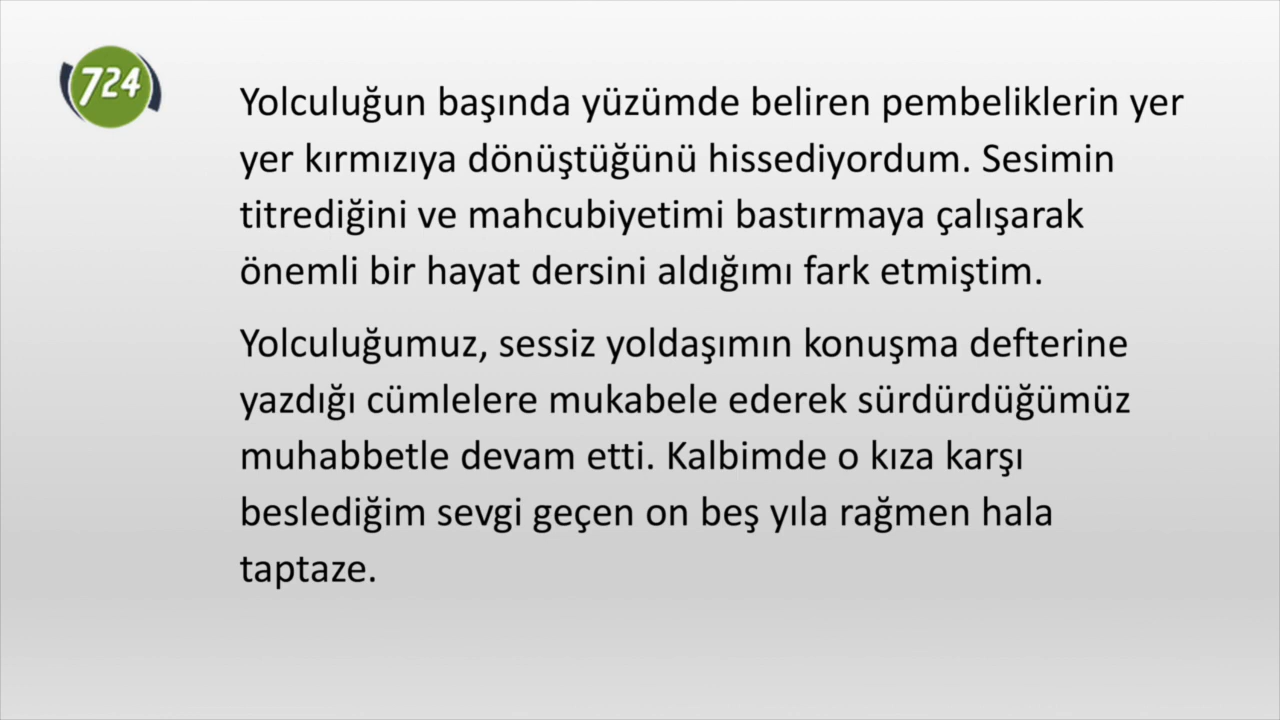 724
Yolculuğun başında yüzümde beliren pembeliklerin yer
yer kırmızıya dönüştüğünü hissediyordum. Sesimin
titrediğini ve mahcubiyetimi bastırmaya çalışarak
önemli bir hayat dersini aldığımı fark etmiştim.
Yolculuğumuz, sessiz yoldaşımın konuşma defterine
yazdığı cümlelere mukabele ederek sürdürdüğümüz
muhabbetle devam etti. Kalbimde o kıza karşı
beslediğim sevgi geçen on beş yıla rağmen hala
taptaze.